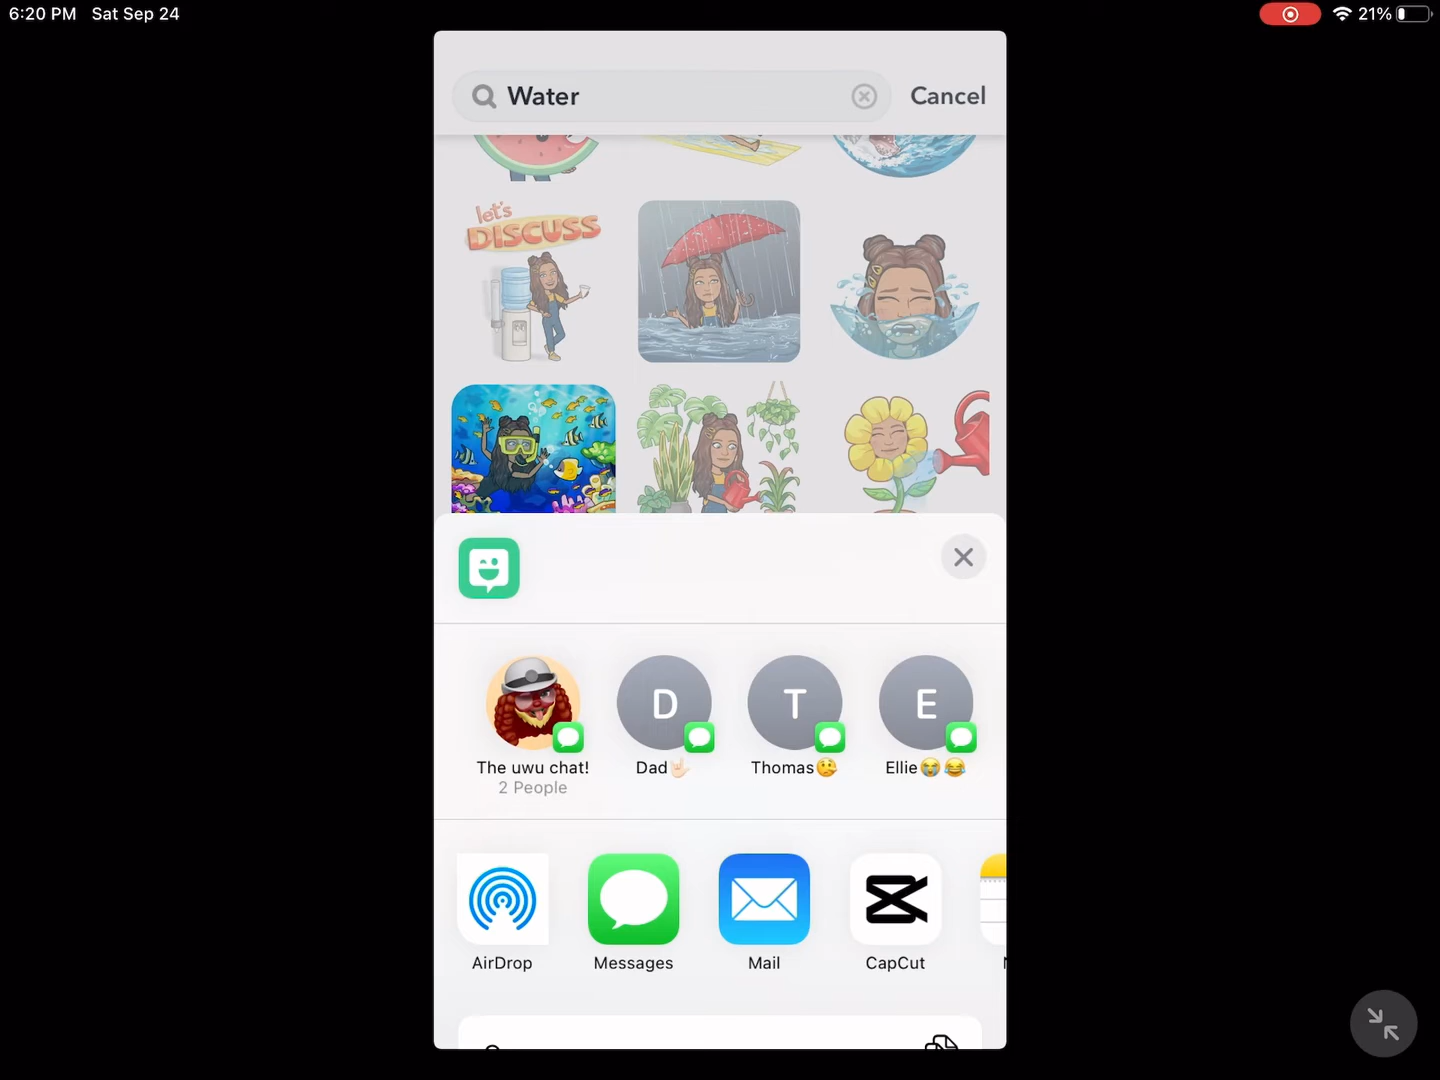 6:20 PM Sat Sep 24
21%
Water
Cancel
let's
DISCUSS
The uwu chat!
2 People
D
Dad🤟🏻
T
Thomas🤨
E
Ellie😭😂
AirDrop
Messages
Mail
CapCut